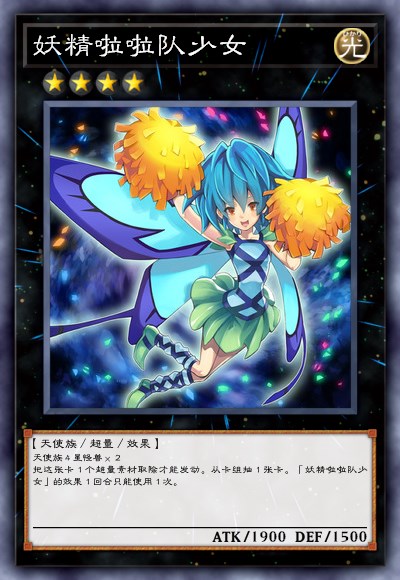 妖精啦啦队少女
光
【天使族／超量／效果】
天使族４星怪兽×２
把这张卡１个超量素材取除才能发动。从卡组抽１张卡。「妖精啦啦队少
女」的效果１回合只能使用１次。
ATK/1900 DEF/1500